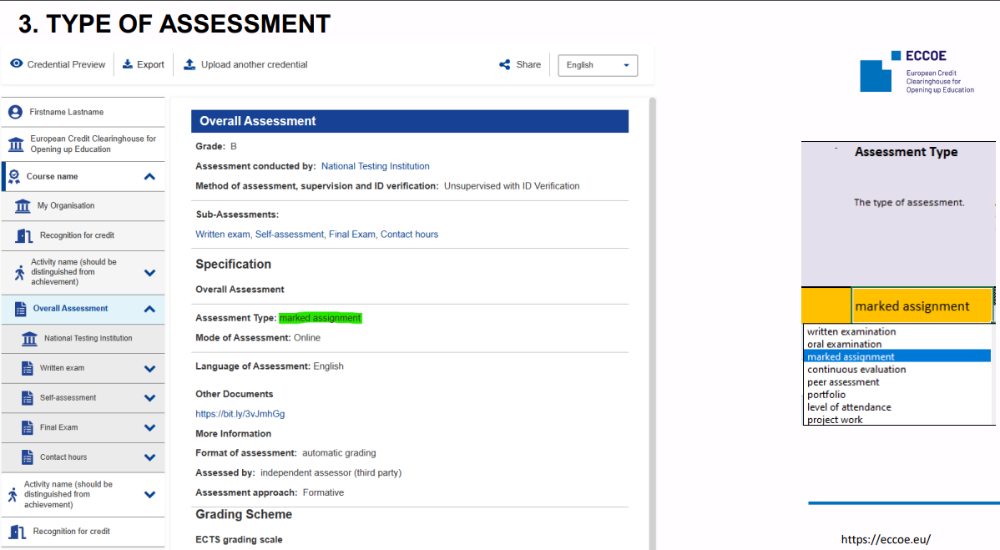 3. TYPE OF ASSESSMENT
Credential Preview
Export
Upload another credential
Share
English
ECCOE
European Credit
Clearinghouse for
Opening up Education
Firstname Lastname
European Credit Clearinghouse for
Opening up Education
Course name
My Organisation
Recognition for credit
Activity name (should be
distinguished from
achievement)
Overall Assessment
National Testing Institution
Written exam
Self-assessment
Final Exam
Contact hours
Activity name (should be
distinguished from
achievement)
Recognition for credit
Overall Assessment
Grade: B
Assessment conducted by: National Testing Institution
Method of assessment, supervision and ID verification: Unsupervised with ID Verification
Sub-Assessments:
Written exam, Self-assessment, Final Exam, Contact hours
Specification
Overall Assessment
Assessment Type: marked assignment
Mode of Assessment: Online
Language of Assessment: English
Other Documents
https://bit.ly/3vJmhGg
More Information
Format of assessment: automatic grading
Assessed by: independent assessor (third party)
Assessment approach: Formative
Grading Scheme
ECTS grading scale
Assessment Type
The type of assessment.
marked assignment
written examination
oral examination
marked assignment
continuous evaluation
peer assessment
portfolio
level of attendance
project work
https://eccoe.eu/